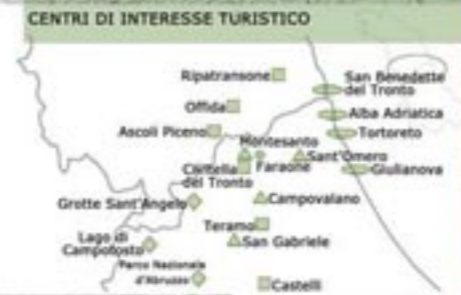 CENTRI DI INTERESSE TURISTICO
Ripatransone
San Benedette
del Tronto
Offida
Alba Adriatica
Ascoli Piceno
Tortoreto
Montesanto
Sant'Omero
Faraone
Civitella
del Tronto
Giulianova
Grotte Sant'Angelo
Campovalano
Teramo
Lago di
Campotosto
San Gabriele
Parco Nazionale
d'Abruzzo
Castelli